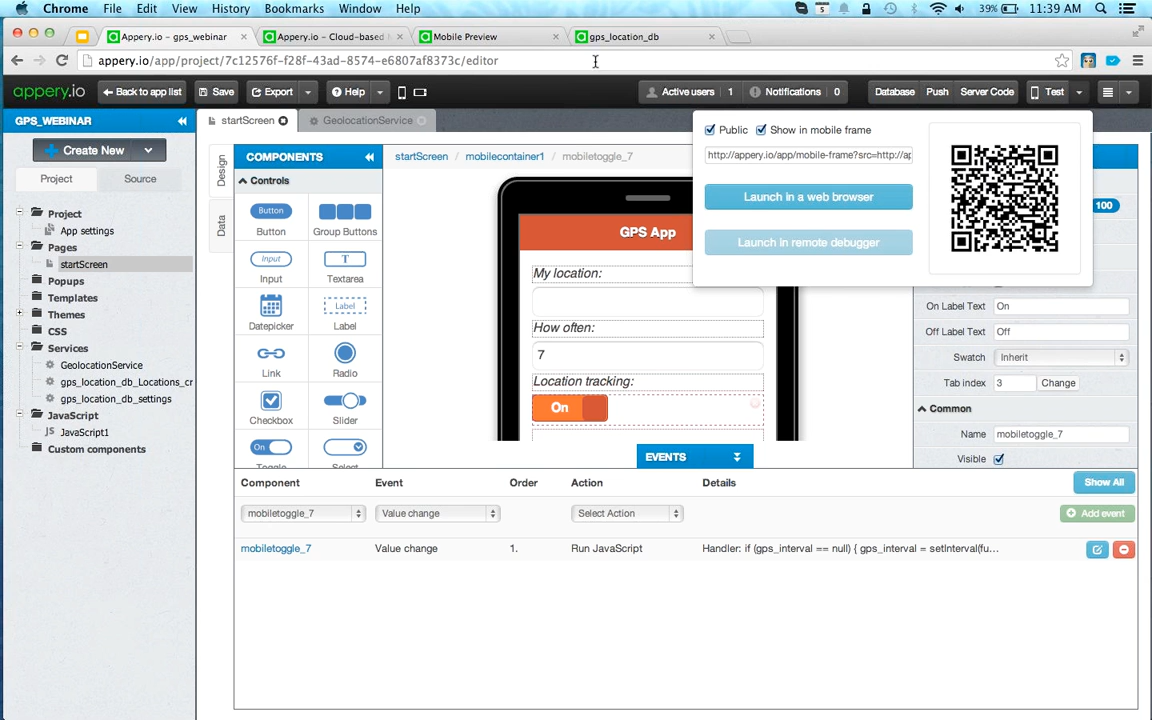 Chrome File Edit View History Bookmarks Window Help 5 39% 11:39 AM
Appery.io - gps_webinar Appery.io - Cloud-based Mobile Preview gps_location_db
appery.io/app/project/7c12576f-f28f-43ad-8574-e6807af8373c/editor
appery.io Back to app list Save Export Help Active users 1 Notifications 0 Database Push Server Code Test
GPS_WEBINAR startScreen GeolocationService
Public Show in mobile frame
Create New
http://appery.io/app/mobile-frame?src=http://ap
Project Source
Design
Data
COMPONENTS
startScreen mobilecontainer1 mobiletoggle_7
Controls
Launch in a web browser
100
Project
App settings
Button
Button Group Buttons
GPS App
Launch in remote debugger
Pages
startScreen
Input T
Input Textarea
My location:
Popups
Templates
Themes
CSS
Label
Datepicker Label
On Label Text On
How often:
Off Label Text Off
Services
GeolocationService
gps_location_db_Locations_cr
gps_location_db_settings
7
Swatch Inherit
Link Radio
Location tracking:
Tab index 3 Change
On
Common
JavaScript
JavaScript1
Custom components
Checkbox Slider
Name mobiletoggle_7
On
Toggle Select
EVENTS
Visible
Component Event Order Action Details Show All
mobiletoggle_7 Value change Select Action Add event
mobiletoggle_7 Value change 1. Run JavaScript Handler: if (gps_interval == null) { gps_interval = setInterval(fu...